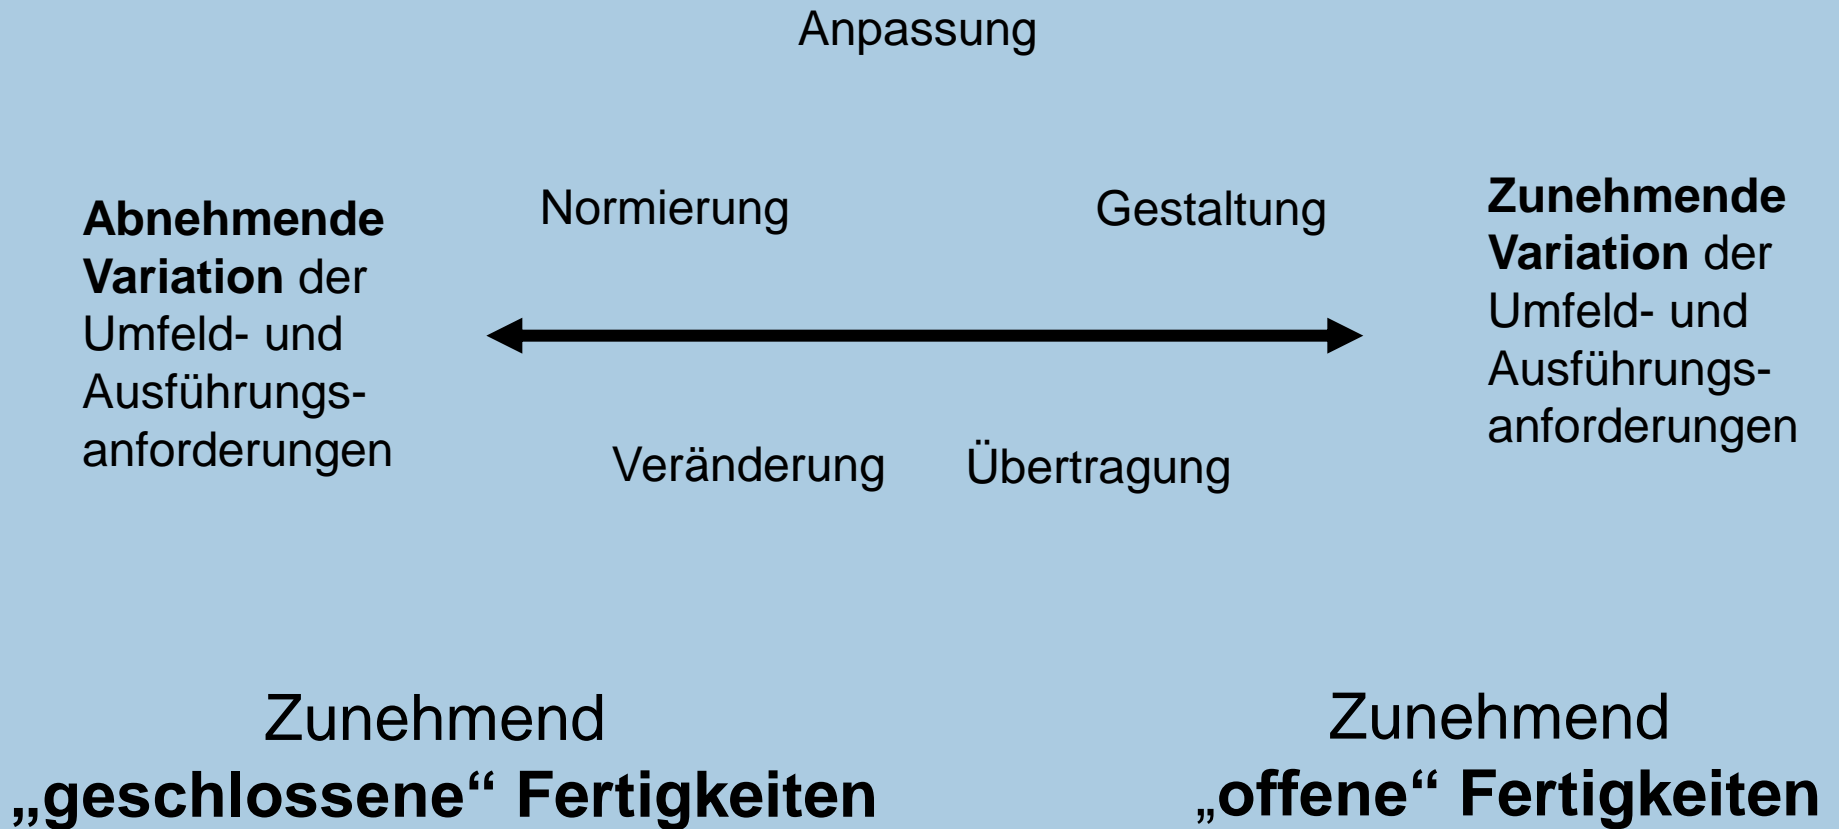 Anpassung
Abnehmende
Variation der
Umfeld- und
Ausführungs-
anforderungen
Normierung
Gestaltung
Veränderung
Übertragung
Zunehmende
Variation der
Umfeld- und
Ausführungs-
anforderungen
Zunehmend
„geschlossene“ Fertigkeiten
Zunehmend
„offene“ Fertigkeiten